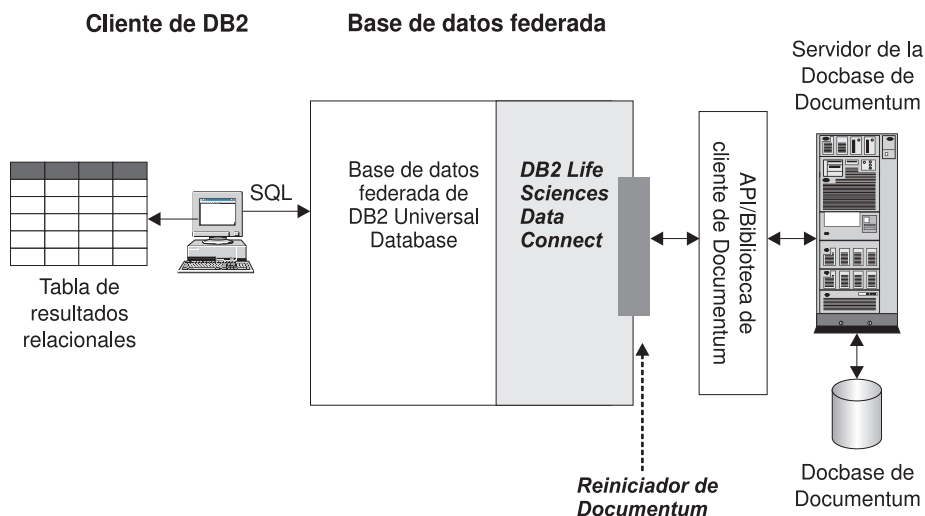 Cliente de DB2
Base de datos federada
Servidor de la
Docbase de
Documentum
SQL
Base de datos
federada de
DB2 Universal
Database
DB2 Life
Sciences
Data
Connect
API/Biblioteca de
cliente de Documentum
Tabla de
resultados
relacionales
Reiniciador de
Documentum
Docbase de
Documentum